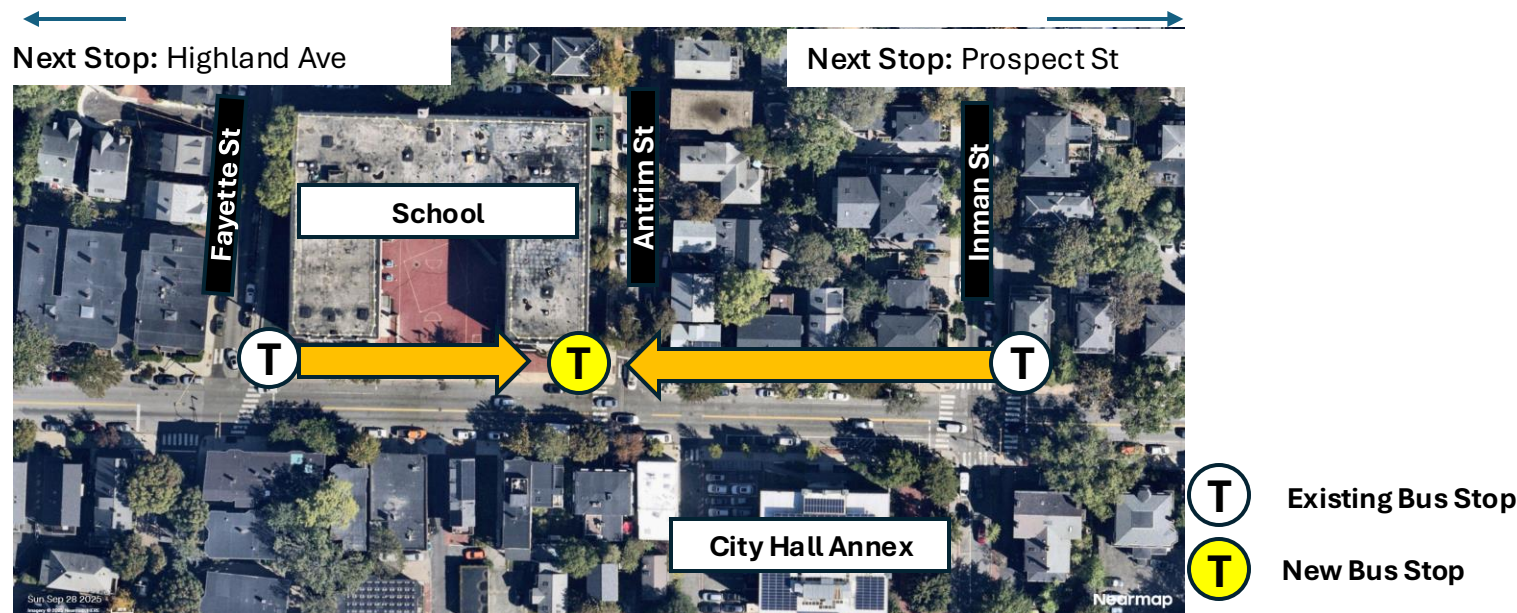 Next Stop: Highland Ave
Next Stop: Prospect St
Fayette St
School
Antrim St
Inman St
T
T
T
City Hall Annex
T Existing Bus Stop
T New Bus Stop
Sun Sep 28 2025
Nearmap